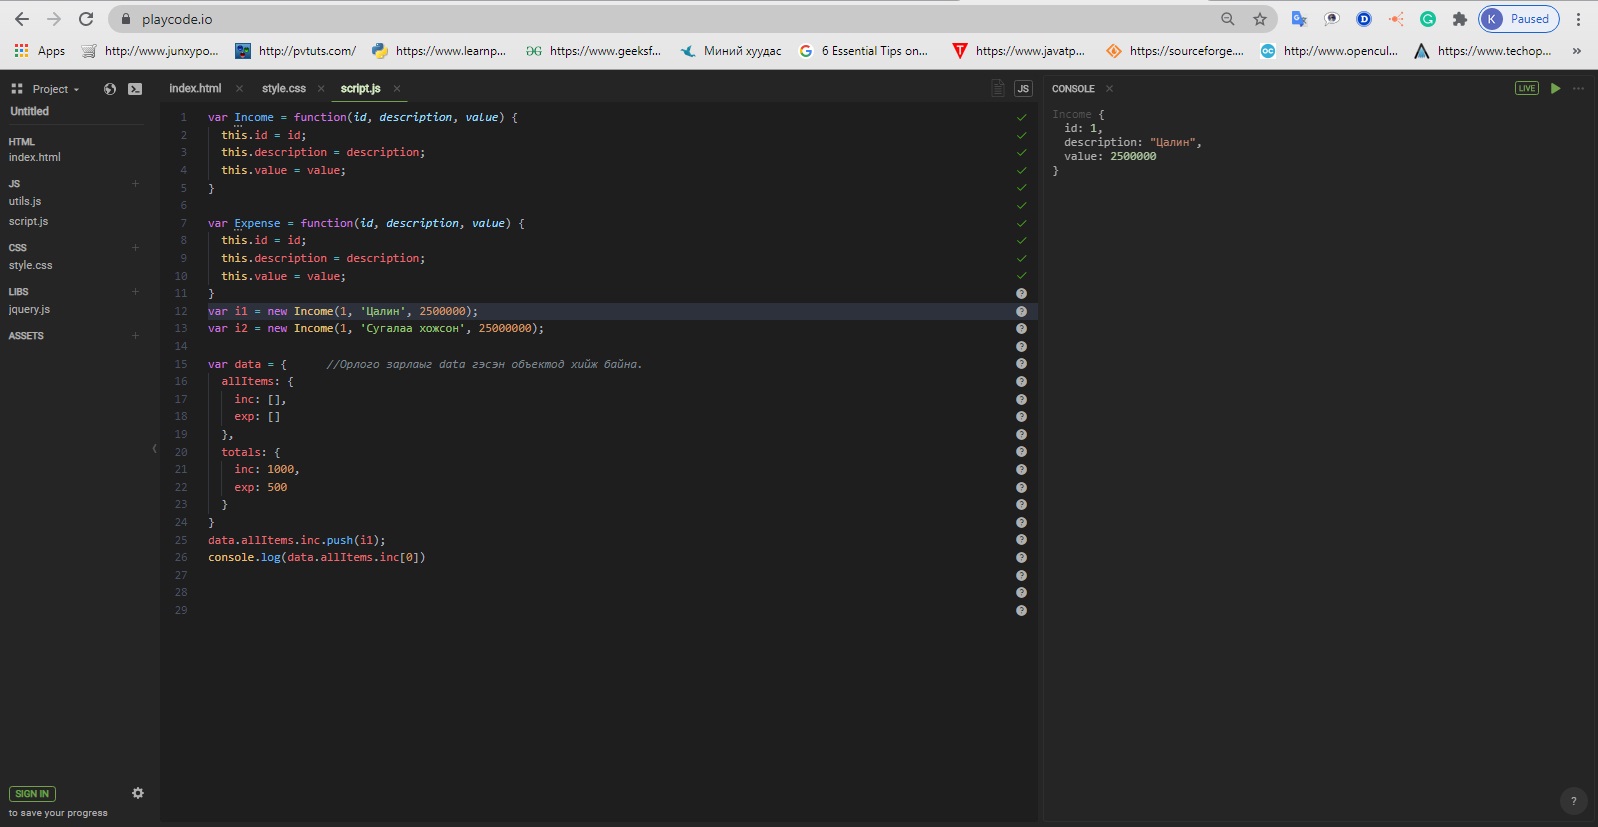 playcode.io
K Paused
Apps http://www.junxypo... http://pvtuts.com/ https://www.learnp... https://www.geeksf... Миний хуудас 6 Essential Tips on... https://www.javatp... https://sourceforge.... http://www.opencul... https://www.techop... »
Project
Untitled
HTML
index.html
JS +
utils.js
script.js
CSS +
style.css
LIBS +
jquery.js
ASSETS +
SIGN IN
to save your progress
index.html × style.css × script.js × JS
1 var Income = function(id, description, value) {
2 this.id = id;
3 this.description = description;
4 this.value = value;
5 }
6
7 var Expense = function(id, description, value) {
8 this.id = id;
9 this.description = description;
10 this.value = value;
11 }
12 var i1 = new Income(1, 'Цалин', 2500000);
13 var i2 = new Income(1, 'Сугалаа хожсон', 25000000);
14
15 var data = { //Орлого зарлаыг data гэсэн объектод хийж байна.
16 allItems: {
17 inc: [],
18 exp: []
19 },
20 totals: {
21 inc: 1000,
22 exp: 500
23 }
24 }
25 data.allItems.inc.push(i1);
26 console.log(data.allItems.inc[0])
27
28
29
CONSOLE × LIVE
Income {
id: 1,
description: "Цалин",
value: 2500000
}
?